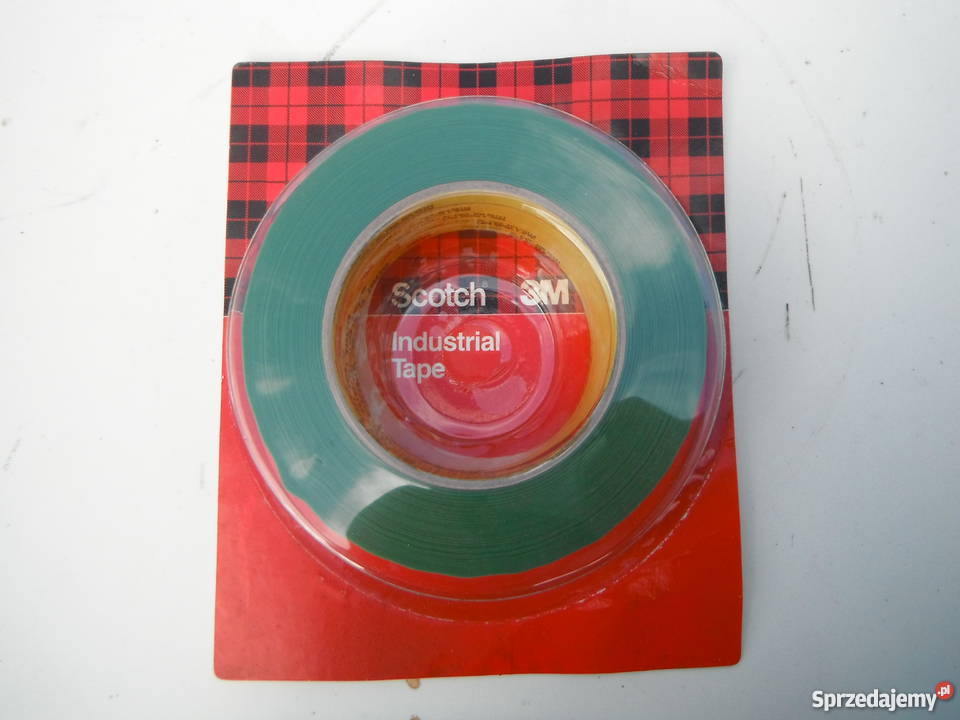 Scotch® 3M
Industrial
Tape
Sprzedajemy.pl